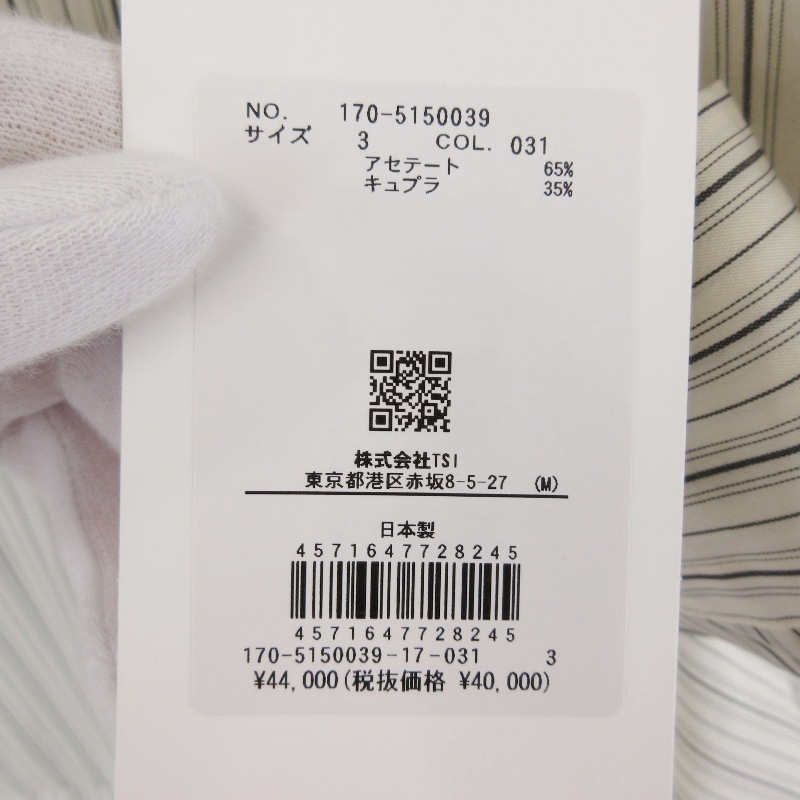 NO. 170-5150039
サイズ 3 COL. 031
アセテート 65%
キュプラ 35%
株式会社TSI
東京都港区赤坂8-5-27 (M)
日本製
4571647728245
4571647728245
170-5150039-17-031 3
¥44,000(税抜価格 ¥40,000)